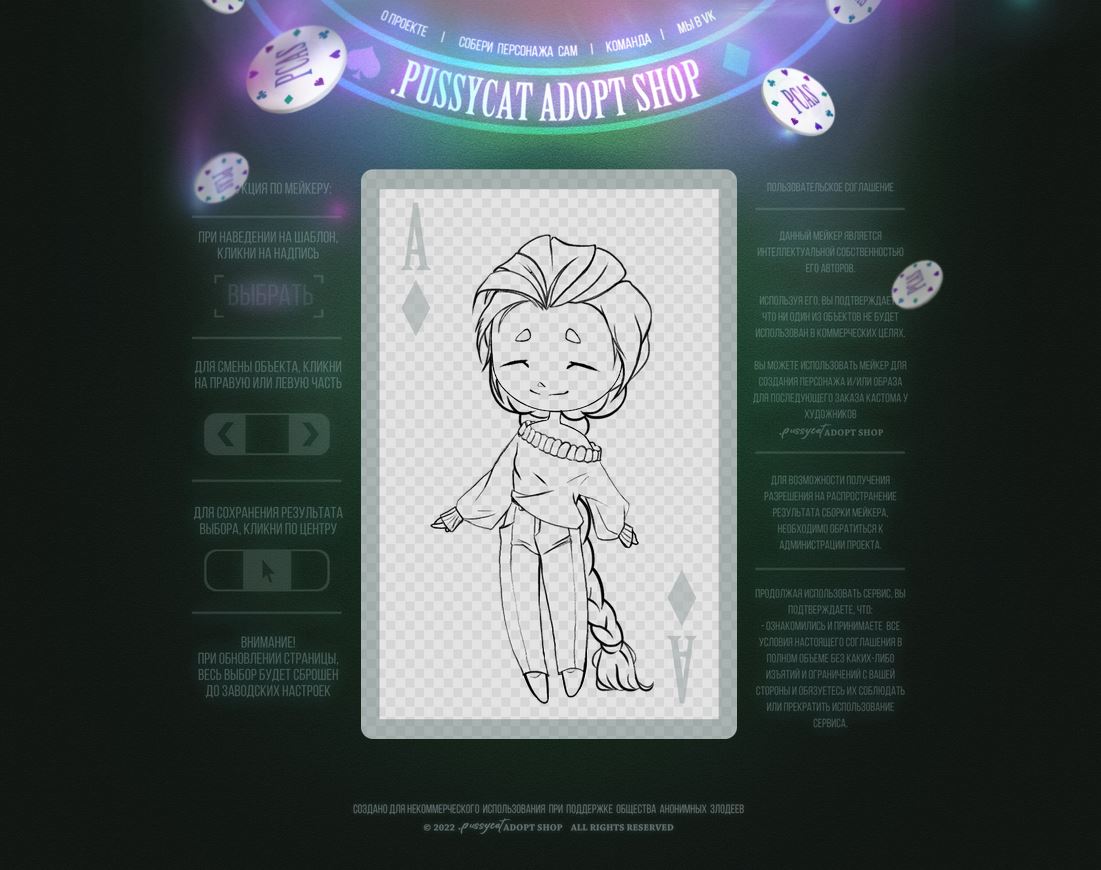 О ПРОЕКТЕ | СОБЕРИ ПЕРСОНАЖА САМ | КОМАНДА | МЫ В VK
.PUSSYCAT ADOPT SHOP
PCAS
PCAS
КЦИЯ ПО МЕЙКЕРУ:
ПРИ НАВЕДЕНИИ НА ШАБЛОН,
КЛИКНИ НА НАДПИСЬ
ВЫБРАТЬ
ДЛЯ СМЕНЫ ОБЪЕКТА, КЛИКНИ
НА ПРАВУЮ ИЛИ ЛЕВУЮ ЧАСТЬ
ДЛЯ СОХРАНЕНИЯ РЕЗУЛЬТАТА
ВЫБОРА, КЛИКНИ ПО ЦЕНТРУ
ВНИМАНИЕ!
ПРИ ОБНОВЛЕНИИ СТРАНИЦЫ,
ВЕСЬ ВЫБОР БУДЕТ СБРОШЕН
ДО ЗАВОДСКИХ НАСТРОЕК
A
A
ПОЛЬЗОВАТЕЛЬСКОЕ СОГЛАШЕНИЕ
ДАННЫЙ МЕЙКЕР ЯВЛЯЕТСЯ
ИНТЕЛЛЕКТУАЛЬНОЙ СОБСТВЕННОСТЬЮ
ЕГО АВТОРОВ.
ИСПОЛЬЗУЯ ЕГО, ВЫ ПОДТВЕРЖДАЕТ
ЧТО НИ ОДИН ИЗ ОБЪЕКТОВ НЕ БУДЕТ
ИСПОЛЬЗОВАН В КОММЕРЧЕСКИХ ЦЕЛЯХ.
ВЫ МОЖЕТЕ ИСПОЛЬЗОВАТЬ МЕЙКЕР ДЛЯ
СОЗДАНИЯ ПЕРСОНАЖА И/ИЛИ ОБРАЗА
ДЛЯ ПОСЛЕДУЮЩЕГО ЗАКАЗА КАСТОМА У
ХУДОЖНИКОВ
.pussycat ADOPT SHOP
ДЛЯ ВОЗМОЖНОСТИ ПОЛУЧЕНИЯ
РАЗРЕШЕНИЯ НА РАСПРОСТРАНЕНИЕ
РЕЗУЛЬТАТА СБОРКИ МЕЙКЕРА,
НЕОБХОДИМО ОБРАТИТЬСЯ К
АДМИНИСТРАЦИИ ПРОЕКТА.
ПРОДОЛЖАЯ ИСПОЛЬЗОВАТЬ СЕРВИС, ВЫ
ПОДТВЕРЖДАЕТЕ, ЧТО:
- ОЗНАКОМИЛИСЬ И ПРИНИМАЕТЕ ВСЕ
УСЛОВИЯ НАСТОЯЩЕГО СОГЛАШЕНИЯ В
ПОЛНОМ ОБЪЕМЕ БЕЗ КАКИХ-ЛИБО
ИЗЪЯТИЙ И ОГРАНИЧЕНИЙ С ВАШЕЙ
СТОРОНЫ И ОБЯЗУЕТЕСЬ ИХ СОБЛЮДАТЬ
ИЛИ ПРЕКРАТИТЬ ИСПОЛЬЗОВАНИЕ
СЕРВИСА.
СОЗДАНО ДЛЯ НЕКОММЕРЧЕСКОГО ИСПОЛЬЗОВАНИЯ ПРИ ПОДДЕРЖКЕ ОБЩЕСТВА АНОНИМНЫХ ЗЛОДЕЕВ
© 2022 .pussycat ADOPT SHOP ALL RIGHTS RESERVED